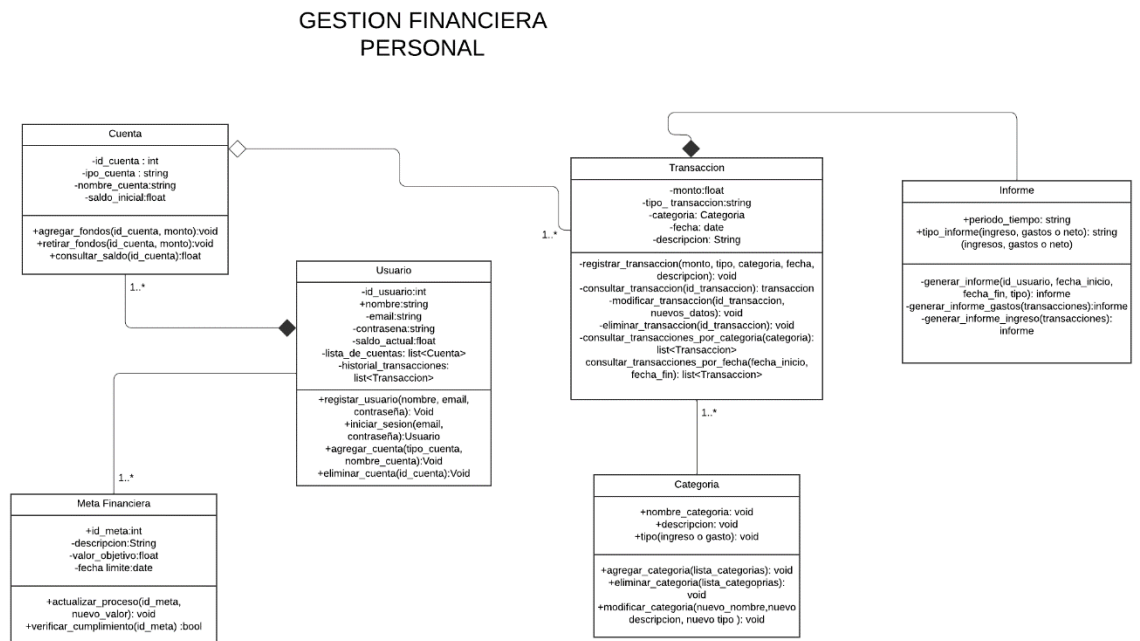 GESTION FINANCIERA
PERSONAL
Cuenta
-id_cuenta : int
-ipo_cuenta : string
-nombre_cuenta:string
-saldo_inicial:float
+agregar_fondos(id_cuenta, monto):void
+retirar_fondos(id_cuenta, monto):void
+consultar_saldo(id_cuenta):float
1..*
Usuario
-id_usuario:int
+nombre:string
-email:string
-contrasena:string
-saldo_actual:float
-lista_de_cuentas: list<Cuenta>
-historial_transacciones:
list<Transaccion>
+registar_usuario(nombre, email,
contraseña): Void
+iniciar_sesion(email,
contraseña):Usuario
+agregar_cuenta(tipo_cuenta,
nombre_cuenta):Void
+eliminar_cuenta(id_cuenta):Void
1..*
Meta Financiera
+id_meta:int
-descripcion:String
-valor_objetivo:float
-fecha limite:date
+actualizar_proceso(id_meta,
nuevo_valor): void
+verificar_cumplimiento(id_meta) :bool
1..*
Transaccion
-monto:float
-tipo_ transaccion:string
-categoria: Categoria
-fecha: date
-descripcion: String
-registrar_transaccion(monto, tipo, categoria, fecha,
descripcion): void
-consultar_transaccion(id_transaccion): transaccion
-modificar_transaccion(id_transaccion,
nuevos_datos): void
-eliminar_transaccion(id_transaccion): void
-consultar_transacciones_por_categoria(categoria):
list<Transaccion>
consultar_transacciones_por_fecha(fecha_inicio,
fecha_fin): list<Transaccion>
1..*
Categoria
+nombre_categoria: void
+descripcion: void
+tipo(ingreso o gasto): void
+agregar_categoria(lista_categorias): void
+eliminar_categoria(lista_categoprias):
void
+modificar_categoria(nuevo_nombre,nuevo
descripcion, nuevo tipo ): void
Informe
+periodo_tiempo: string
+tipo_informe(ingreso, gastos o neto): string
(ingresos, gastos o neto)
-generar_informe(id_usuario, fecha_inicio,
fecha_fin, tipo): informe
-generar_informe_gastos(transacciones):informe
-generar_informe_ingreso(transacciones):
informe